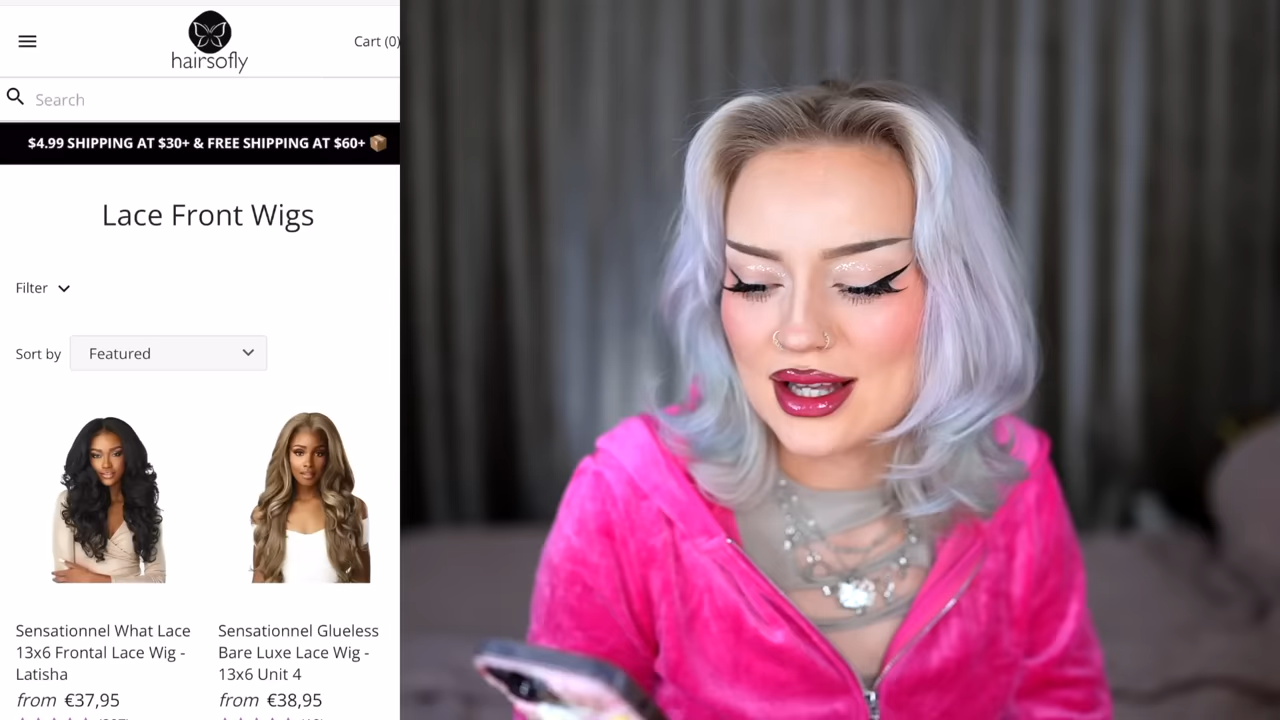 hairsofly
Cart (0)
Search
$4.99 SHIPPING AT $30+ & FREE SHIPPING AT $60+
Lace Front Wigs
Filter
Sort by
Featured
Sensationnel What Lace
13x6 Frontal Lace Wig -
Latisha
from €37,95
Sensationnel Glueless
Bare Luxe Lace Wig -
13x6 Unit 4
from €38,95